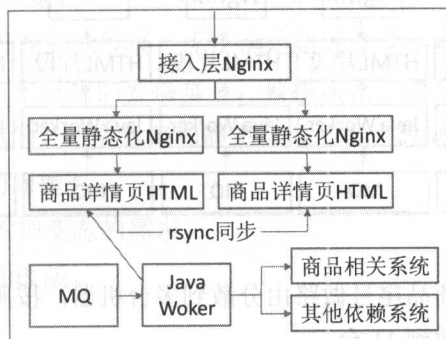 接入层Nginx
全量静态化Nginx 全量静态化Nginx
商品详情页HTML 商品详情页HTML
rsync同步
MQ
Java
Woker
商品相关系统
其他依赖系统